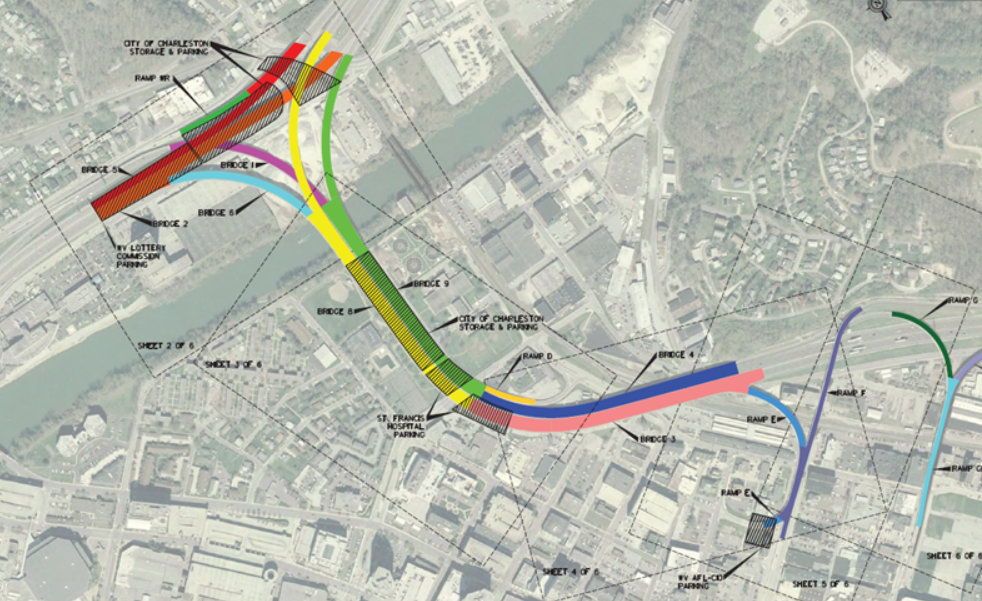 CITY OF CHARLESTON
STORAGE & PARKING
RAMP WR
BRIDGE 5
BRIDGE 1
BRIDGE 6
BRIDGE 2
WV LOTTERY
COMMISSION
PARKING
BRIDGE 9
BRIDGE 8
CITY OF CHARLESTON
STORAGE & PARKING
SHEET 2 OF 6
SHEET 3 OF 6
RAMP D
BRIDGE 4
RAMP G
RAMP F
ST. FRANCIS
HOSPITAL
PARKING
RAMP E
BRIDGE 3
RAMP
RAMP E
SHEET 4 OF 6
WV AFL-CIO
PARKING
SHEET 5 OF 6
SHEET 6 OF 6